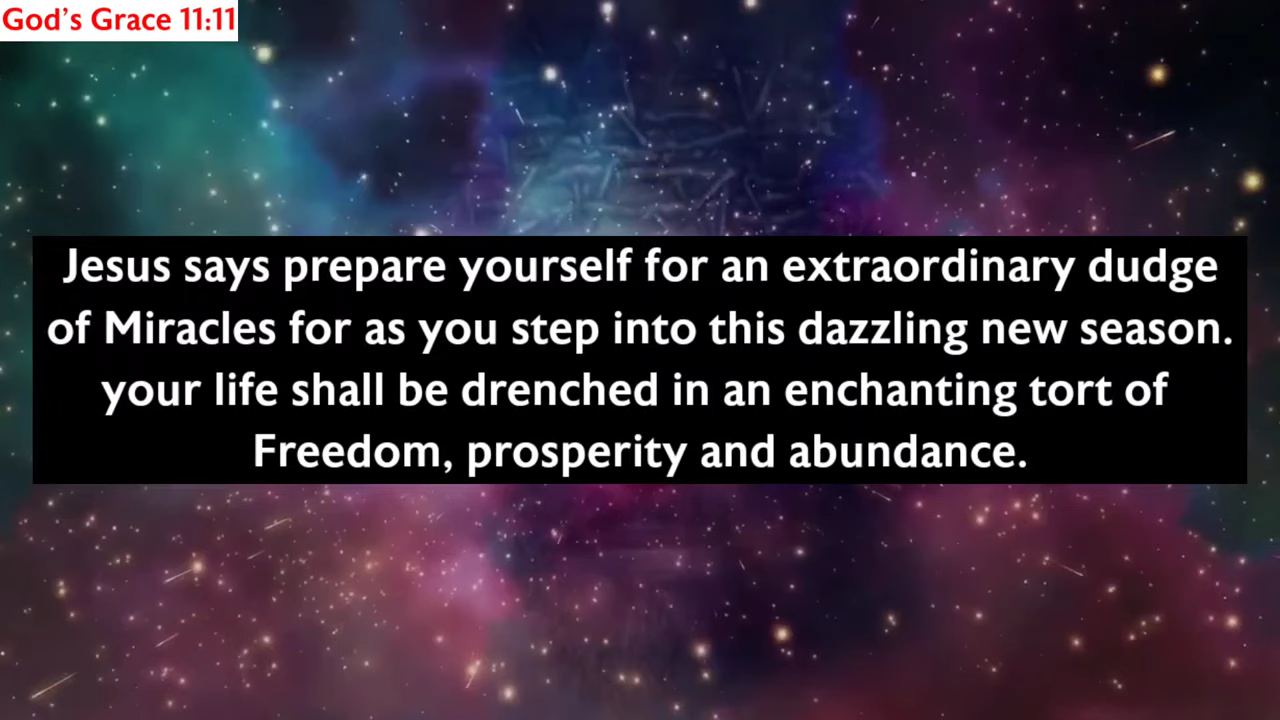 God's Grace 11:11
Jesus says prepare yourself for an extraordinary dudge
of Miracles for as you step into this dazzling new season.
your life shall be drenched in an enchanting tort of
Freedom, prosperity and abundance.